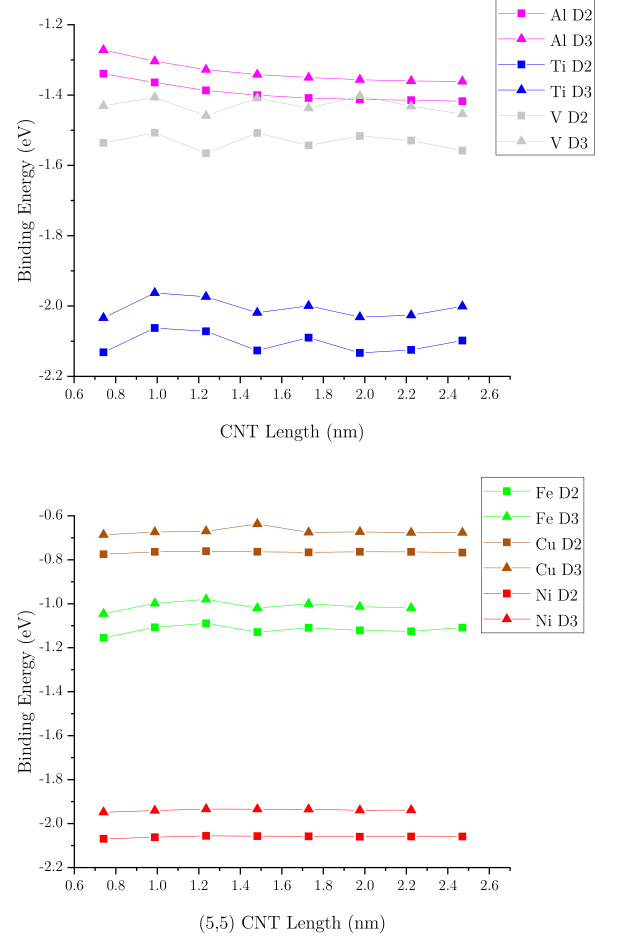 -1.2
-1.4
-1.6
-1.8
-2.0
-2.2
Binding Energy (eV)
0.6 0.8 1.0 1.2 1.4 1.6 1.8 2.0 2.2 2.4 2.6
CNT Length (nm)
Al D2
Al D3
Ti D2
Ti D3
V D2
V D3
-0.6
-0.8
-1.0
-1.2
-1.4
-1.6
-1.8
-2.0
-2.2
Binding Energy (eV)
0.6 0.8 1.0 1.2 1.4 1.6 1.8 2.0 2.2 2.4 2.6
(5,5) CNT Length (nm)
Fe D2
Fe D3
Cu D2
Cu D3
Ni D2
Ni D3